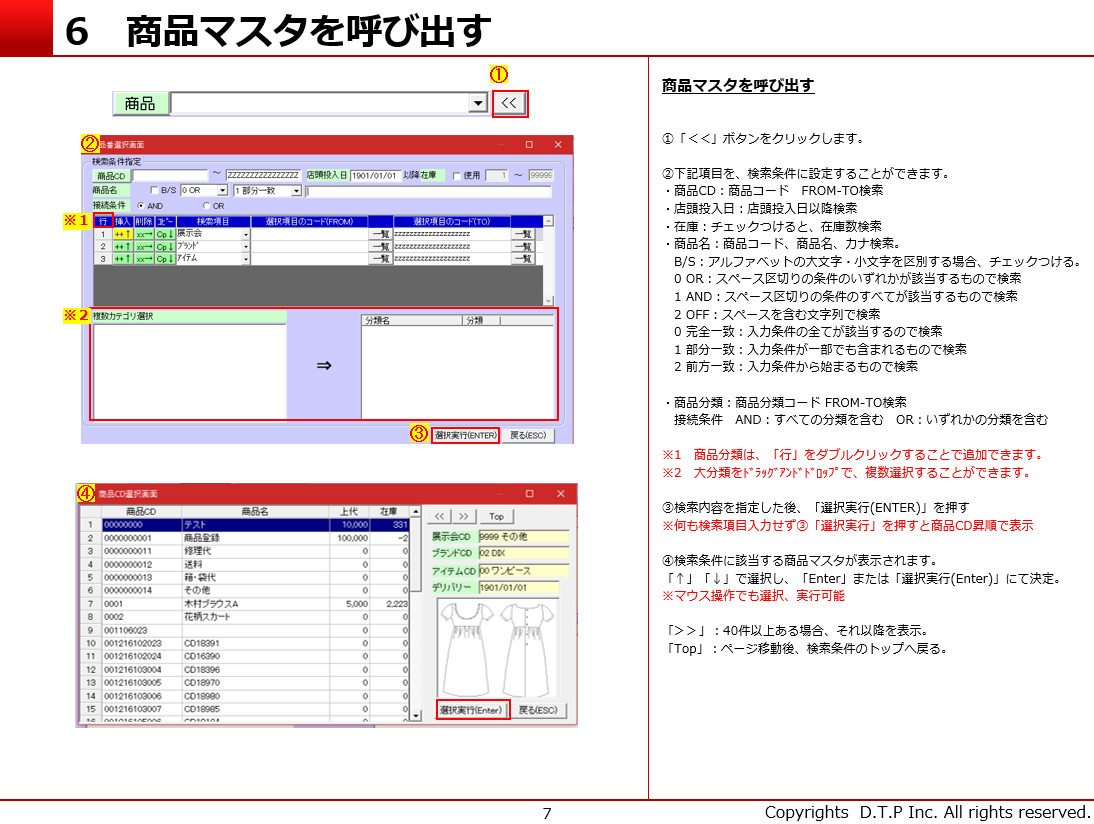 6 商品マスタを呼び出す
①
商品
<<
② 品番選択画面
検索条件指定
商品CD ～ ZZZZZZZZZZZZZZZZZ 店頭投入日 1901/01/01 以降 在庫 使用 1 ～ 99999
商品名 B/S 0 OR 1 部分一致
接続条件 AND OR
※1 行 挿入 削除 ｺﾋﾟｰ 検索項目 選択項目のコード(FROM) 選択項目のコード(TO)
1 ++↑ xx→ Cp↓ 展示会 一覧 zzzzzzzzzzzzzzzzzzzz 一覧
2 ++↑ xx→ Cp↓ ﾌﾞﾗﾝﾄﾞ 一覧 zzzzzzzzzzzzzzzzzzzz 一覧
3 ++↑ xx→ Cp↓ ｱｲﾃﾑ 一覧 zzzzzzzzzzzzzzzzzzzz 一覧
※2 複数カテゴリ選択
分類名 分類
⇒
③ 選択実行(ENTER) 戻る(ESC)
④ 商品CD選択画面
商品CD 商品名 上代 在庫
1 00000000 テスト 10,000 331
2 0000000001 商品登録 100,000 -2
3 0000000011 修理代 0 0
4 0000000012 送料 0 0
5 0000000013 箱・袋代 0 0
6 0000000014 その他 0 0
7 0001 木村ブラウスA 5,000 2,223
8 0002 花柄スカート 0 0
9 001106023 0 0
10 001216102023 CD18391 0 0
11 001216102024 CD16390 0 0
12 001216103004 CD18396 0 0
13 001216103005 CD18970 0 0
14 001216103006 CD18980 0 0
15 001216103007 CD18985 0 0
<< >> Top
展示会CD 9999 その他
ブランドCD 02 DIX
アイテムCD 00 ワンピース
デリバリー 1901/01/01
選択実行(Enter) 戻る(ESC)
商品マスタを呼び出す
①「<<」ボタンをクリックします。
②下記項目を、検索条件に設定することができます。
・商品CD：商品コード　FROM-TO検索
・店頭投入日：店頭投入日以降検索
・在庫：チェックつけると、在庫数検索
・商品名：商品コード、商品名、カナ検索。
B/S：アルファベットの大文字・小文字を区別する場合、チェックつける。
0 OR：スペース区切りの条件のいずれかが該当するもので検索
1 AND：スペース区切りの条件のすべてが該当するもので検索
2 OFF：スペースを含む文字列で検索
0 完全一致：入力条件の全てが該当するので検索
1 部分一致：入力条件が一部でも含まれるもので検索
2 前方一致：入力条件から始まるもので検索
・商品分類：商品分類コード FROM-TO検索
接続条件　AND：すべての分類を含む　OR：いずれかの分類を含む
※1　商品分類は、「行」をダブルクリックすることで追加できます。
※2　大分類をﾄﾞﾗｯｸﾞｱﾝﾄﾞﾄﾞﾛｯﾌﾟで、複数選択することができます。
③検索内容を指定した後、「選択実行(ENTER)」を押す
※何も検索項目入力せず③「選択実行」を押すと商品CD昇順で表示
④検索条件に該当する商品マスタが表示されます。
「↑」「↓」で選択し、「Enter」または「選択実行(Enter)」にて決定。
※マウス操作でも選択、実行可能
「＞＞」：40件以上ある場合、それ以降を表示。
「Top」：ページ移動後、検索条件のトップへ戻る。
7
Copyrights D.T.P Inc. All rights reserved.